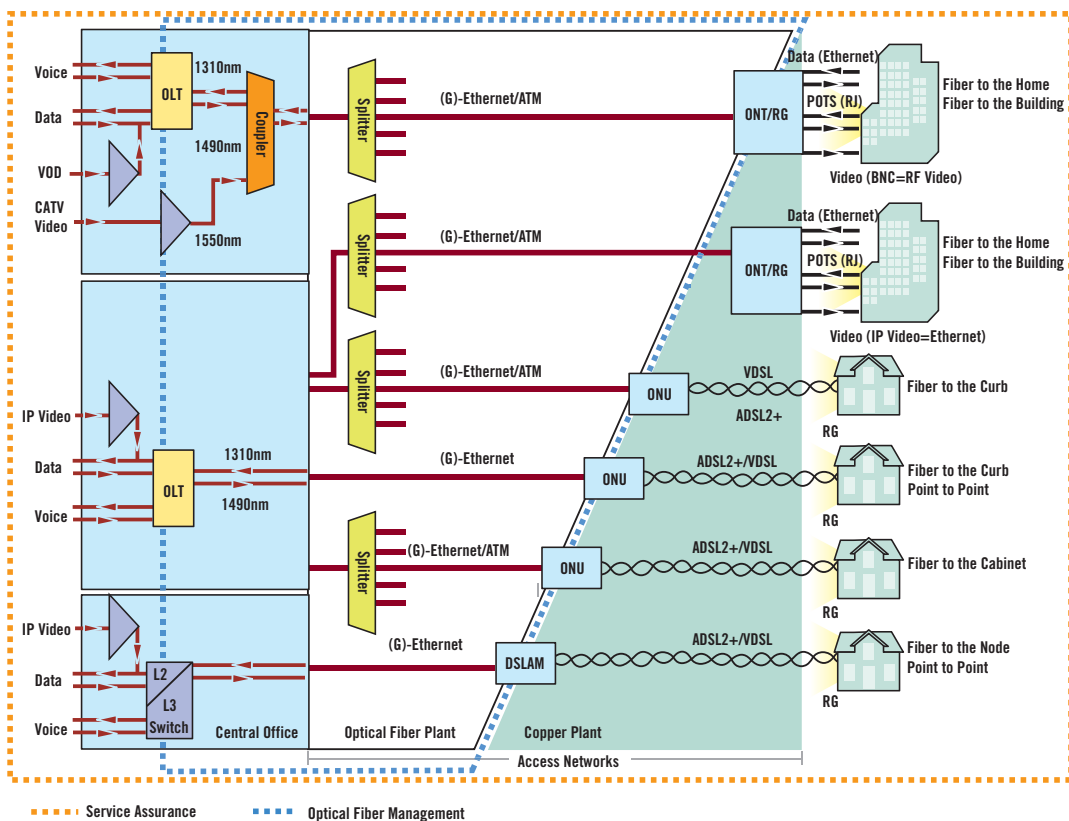 Voice
Data
VOD
CATV
Video
OLT
1310nm
1490nm
1550nm
Coupler
Splitter
(G)-Ethernet/ATM
ONT/RG
Data (Ethernet)
POTS (RJ)
Video (BNC=RF Video)
Fiber to the Home
Fiber to the Building
Splitter
(G)-Ethernet/ATM
ONT/RG
Data (Ethernet)
POTS (RJ)
Video (IP Video=Ethernet)
Fiber to the Home
Fiber to the Building
Splitter
(G)-Ethernet/ATM
ONU
VDSL
ADSL2+
RG
Fiber to the Curb
IP Video
Data
Voice
OLT
1310nm
1490nm
(G)-Ethernet
ONU
ADSL2+/VDSL
RG
Fiber to the Curb
Point to Point
Splitter
(G)-Ethernet/ATM
ONU
ADSL2+/VDSL
RG
Fiber to the Cabinet
IP Video
Data
Voice
L2
L3
Switch
(G)-Ethernet
DSLAM
ADSL2+/VDSL
RG
Fiber to the Node
Point to Point
Central Office
Optical Fiber Plant
Copper Plant
Access Networks
Service Assurance
Optical Fiber Management